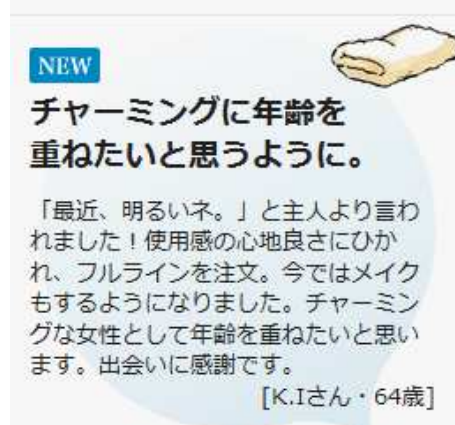 NEW
チャーミングに年齢を
重ねたいと思うように。
「最近、明るいネ。」と主人より言わ
れました！使用感の心地良さにひか
れ、フルラインを注文。今ではメイク
もするようになりました。チャーミン
グな女性として年齢を重ねたいと思い
ます。出会いに感謝です。
[K.Iさん・64歳]